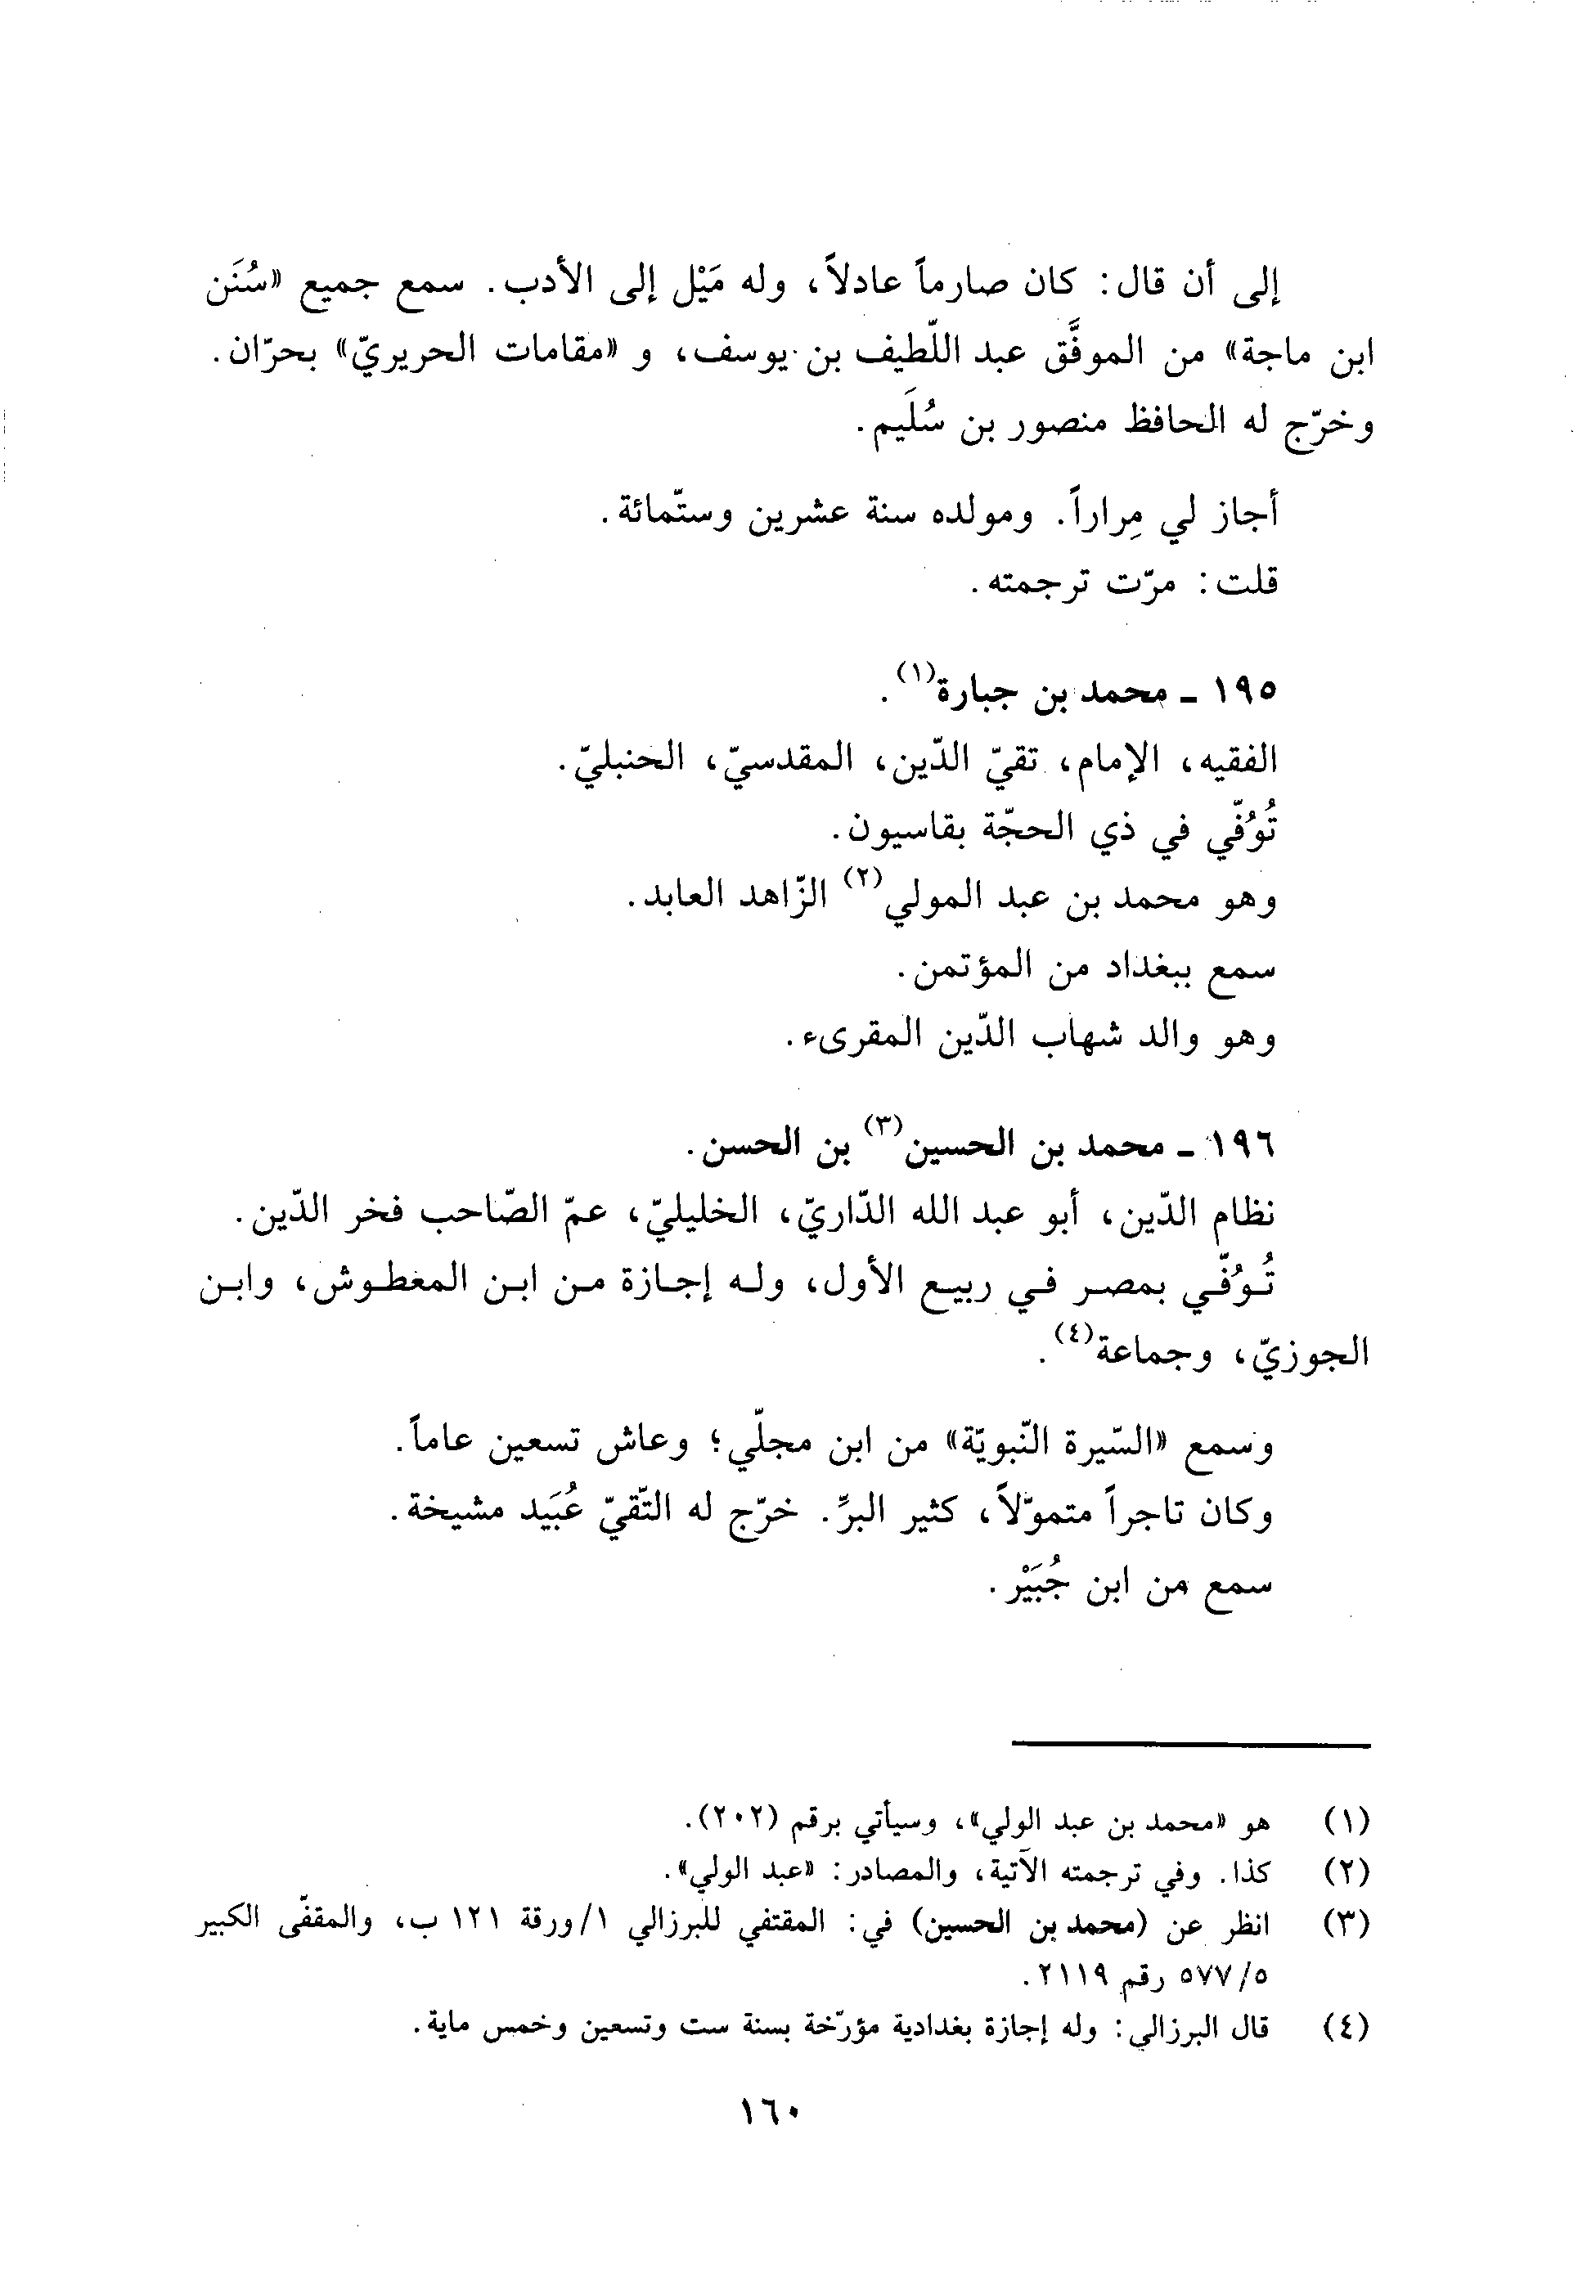 إلى أن قال: كان صارماً عادلاً، وله مَيْل إلى الأدب. سمع جميع «سُنَن
ابن ماجة» من الموفَّق عبد اللّطيف بن يوسف، و «مقامات الحريريّ» بحرّان.
وخرّج له الحافظ منصور بن سُلَيم.
أجاز لي مِراراً. ومولده سنة عشرين وستّمائة.
قلت: مرّت ترجمته.
١٩٥ - محمد بن جبارة(١).
الفقيه، الإمام، تقيّ الدّين، المقدسيّ، الحنبليّ.
تُوُفّي في ذي الحجّة بقاسيون.
وهو محمد بن عبد المولي(٢) الزّاهد العابد.
سمع ببغداد من المؤتمن.
وهو والد شهاب الدّين المقرىء.
١٩٦ - محمد بن الحسين(٣) بن الحسن.
نظام الدّين، أبو عبد الله الدّاريّ، الخليليّ، عمّ الصّاحب فخر الدّين.
تُوُفّي بمصر في ربيع الأول، وله إجازة من ابن المعطوش، وابن
الجوزيّ، وجماعة(٤).
وسمع «السّيرة النّبويّة» من ابن مجلّي؛ وعاش تسعين عاماً.
وكان تاجراً متموّلاً، كثير البرِّ. خرّج له التّقيّ عُبَيد مشيخة.
سمع من ابن جُبَيْر.
(١) هو «محمد بن عبد الولي»، وسيأتي برقم (٢٠٢).
(٢) كذا. وفي ترجمته الآتية، والمصادر: «عبد الولي».
(٣) انظر عن (محمد بن الحسين) في: المقتفي للبرزالي ١/ورقة ١٢١ ب، والمقفّى الكبير
٥/ ٥٧٧ رقم ٢١١٩.
(٤) قال البرزالي: وله إجازة بغدادية مؤرّخة بسنة ست وتسعين وخمس ماية.
١٦٠